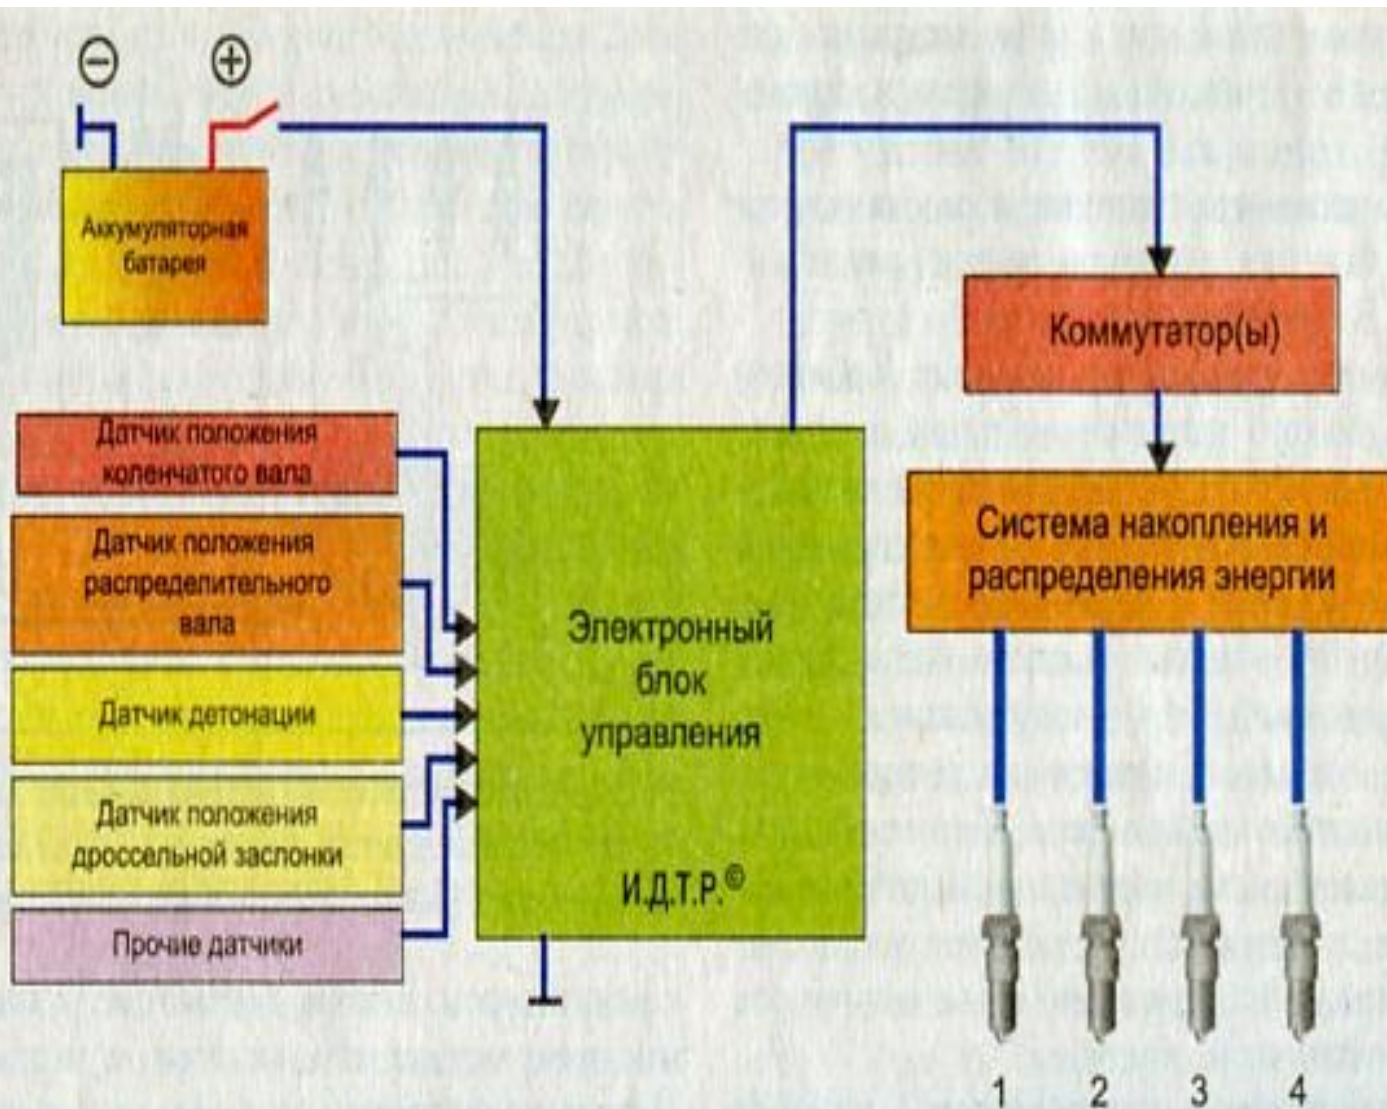 Аккумуляторная
батарея
Датчик положения
коленчатого вала
Датчик положения
распределительного
вала
Датчик детонации
Датчик положения
дроссельной заслонки
Прочие датчики
Электронный
блок
управления
И.Д.Т.Р.©
Коммутатор(ы)
Система накопления и
распределения энергии
1 2 3 4